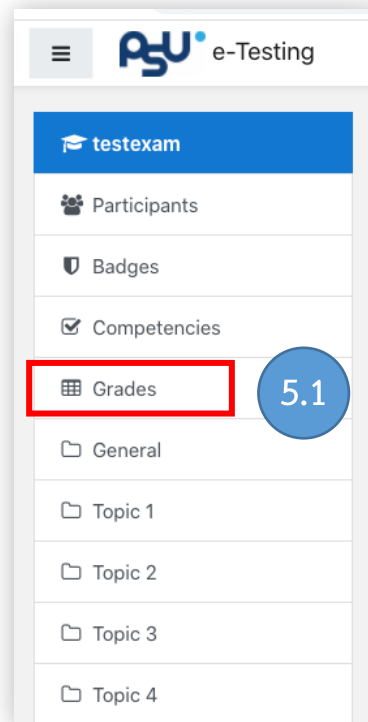 PSU e-Testing
testexam
Participants
Badges
Competencies
Grades
5.1
General
Topic 1
Topic 2
Topic 3
Topic 4